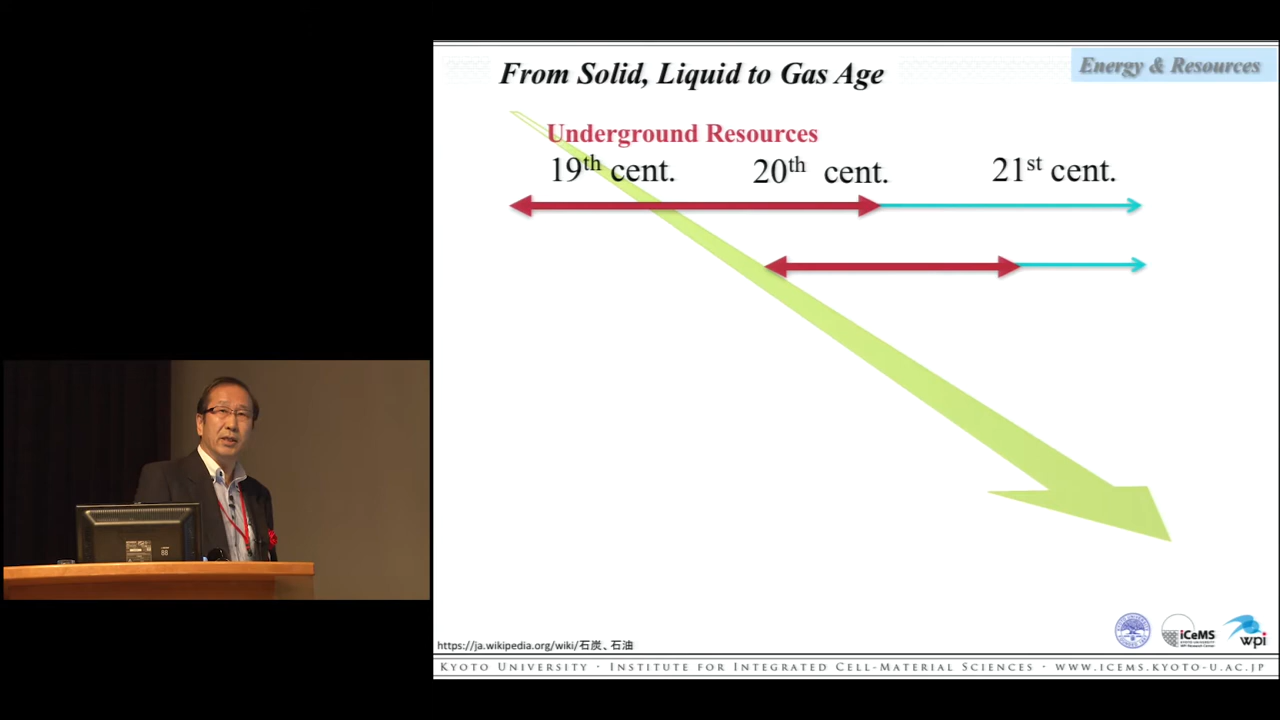 From Solid, Liquid to Gas Age
Energy & Resources
Underground Resources
19th cent.
20th cent.
21st cent.
https://ja.wikipedia.org/wiki/石炭、石油
iCeMS
wpi
KYOTO UNIVERSITY · INSTITUTE FOR INTEGRATED CELL-MATERIAL SCIENCES · WWW.ICEMS.KYOTO-U.AC.JP